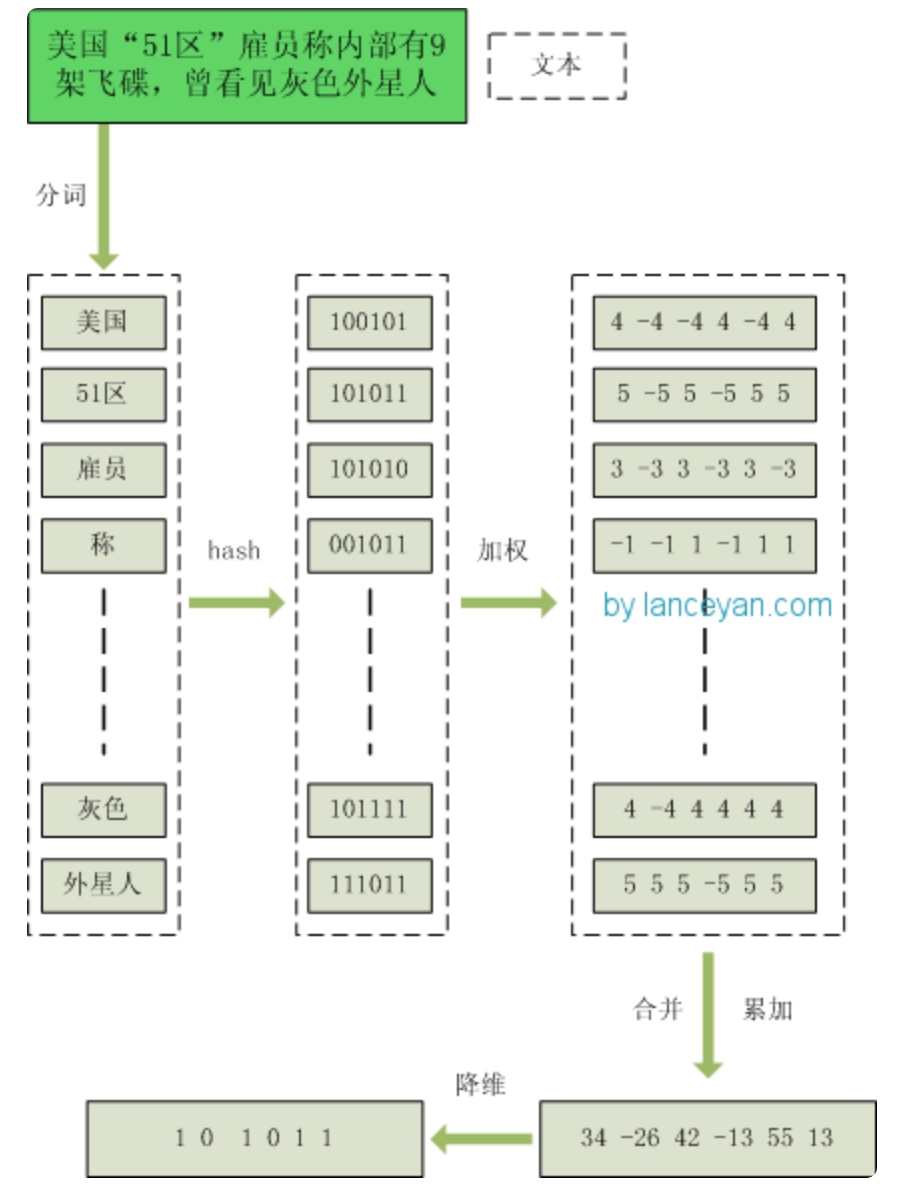 美国“51区”雇员称内部有9
架飞碟，曾看见灰色外星人
文本
分词
美国
51区
雇员
称
灰色
外星人
hash
100101
101011
101010
001011
101111
111011
加权
4 -4 -4 4 -4 4
5 -5 5 -5 5 5
3 -3 3 -3 3 -3
-1 -1 1 -1 1 1
by lanceyan.com
4 -4 4 4 4 4
5 5 5 -5 5 5
合并 累加
34 -26 42 -13 55 13
降维
1 0 1 0 1 1